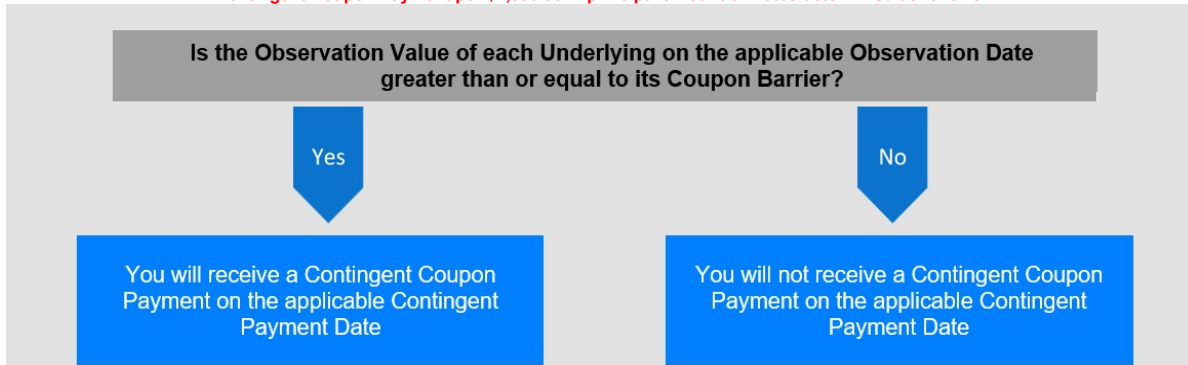 Is the Observation Value of each Underlying on the applicable Observation Date
greater than or equal to its Coupon Barrier?
Yes
No
You will receive a Contingent Coupon
Payment on the applicable Contingent
Payment Date
You will not receive a Contingent Coupon
Payment on the applicable Contingent
Payment Date